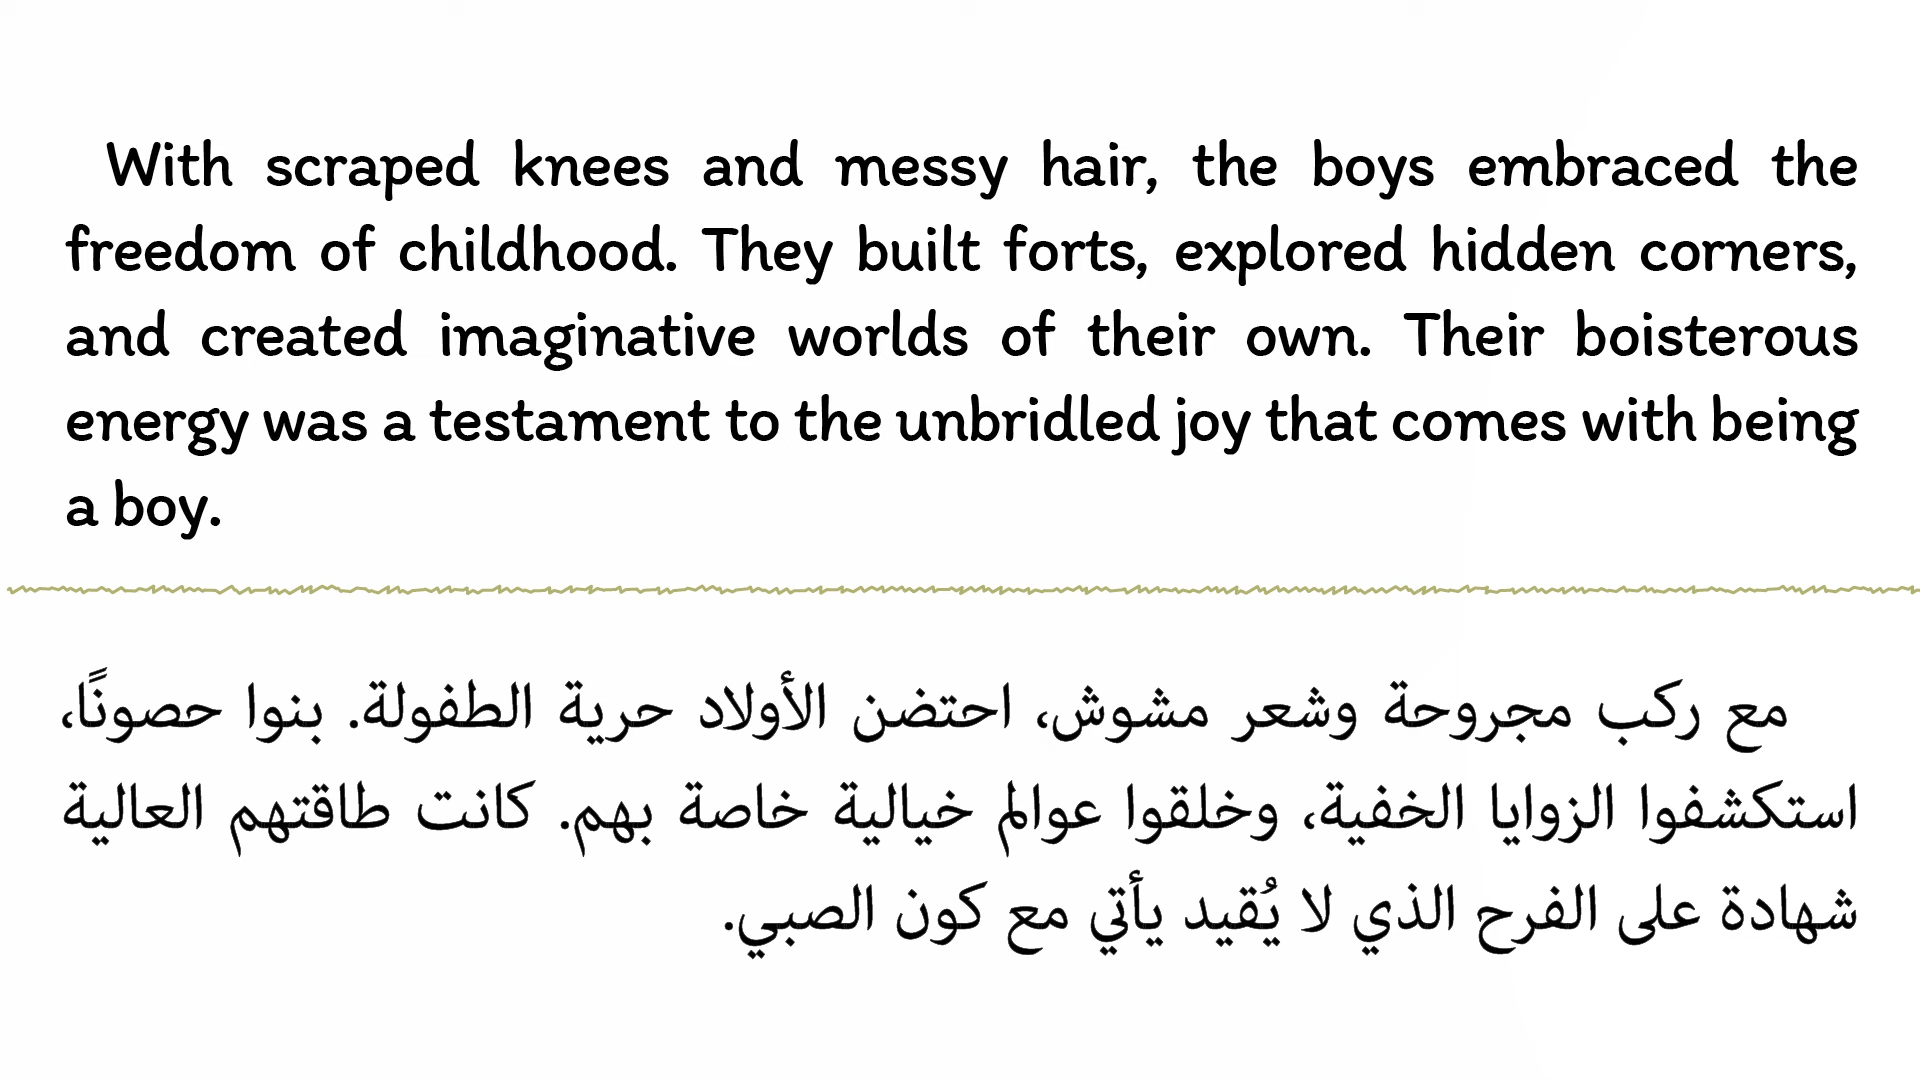 With scraped knees and messy hair, the boys embraced the
freedom of childhood. They built forts, explored hidden corners,
and created imaginative worlds of their own. Their boisterous
energy was a testament to the unbridled joy that comes with being
a boy.
مع ركب مجروحة وشعر مشوش، احتضن الأولاد حرية الطفولة. بنوا حصونًا،
استكشفوا الزوايا الخفية، وخلقوا عوالم خيالية خاصة بهم. كانت طاقتهم العالية
شهادة على الفرح الذي لا يُقيد يأتي مع كون الصبي.